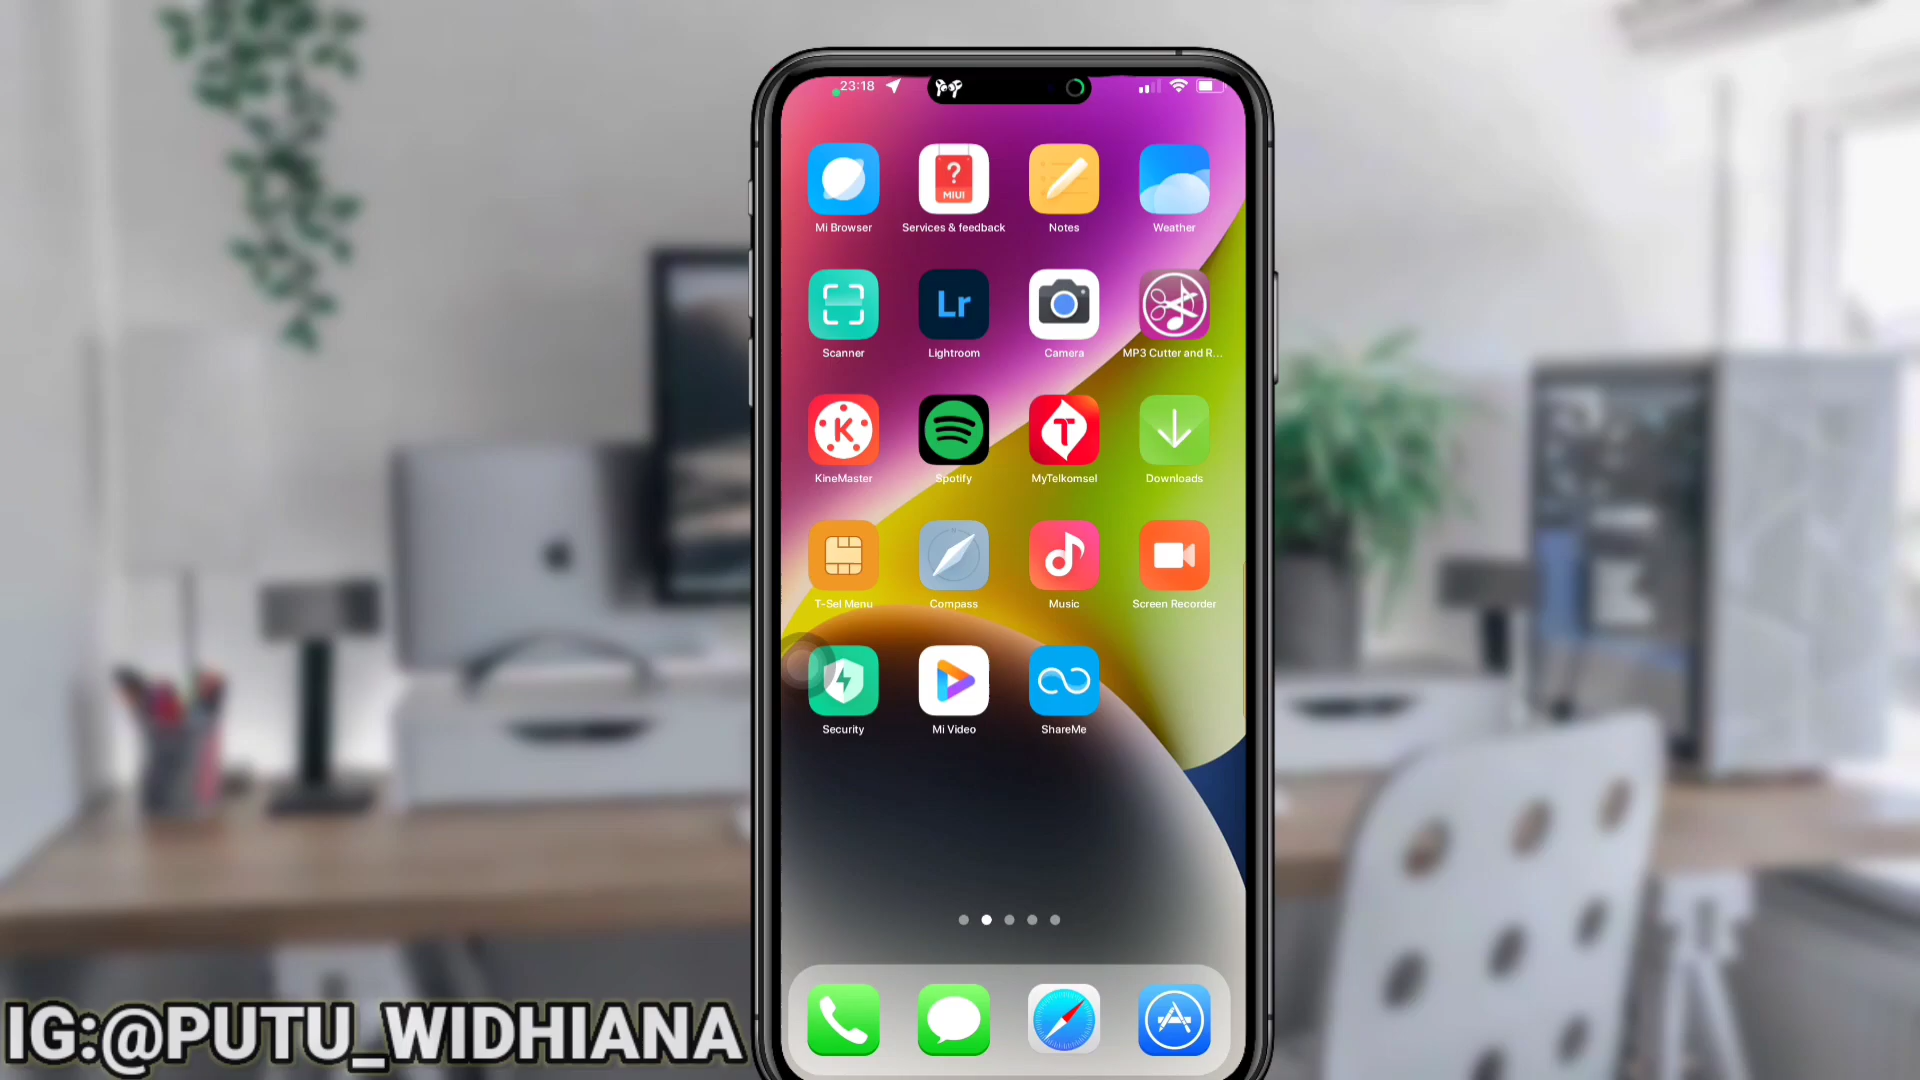 23:18
Mi Browser
? MIUI
Services & feedback
Notes
Weather
Scanner
Lr
Lightroom
Camera
MP3 Cutter and R...
K
KineMaster
Spotify
T
MyTelkomsel
Downloads
T-Sel Menu
Compass
Music
Screen Recorder
Security
Mi Video
ShareMe
IG:@PUTU_WIDHIANA